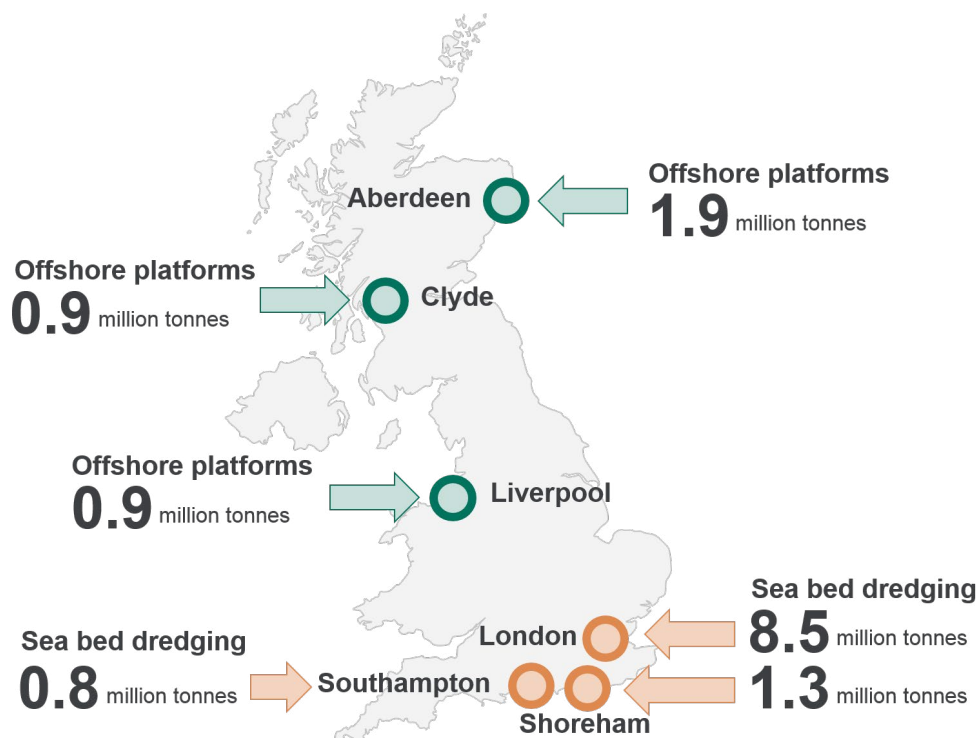 Offshore platforms
Aberdeen
1.9 million tonnes
Offshore platforms
0.9 million tonnes
Clyde
Offshore platforms
0.9 million tonnes
Liverpool
Sea bed dredging
London
8.5 million tonnes
Sea bed dredging
0.8 million tonnes
Southampton
1.3 million tonnes
Shoreham